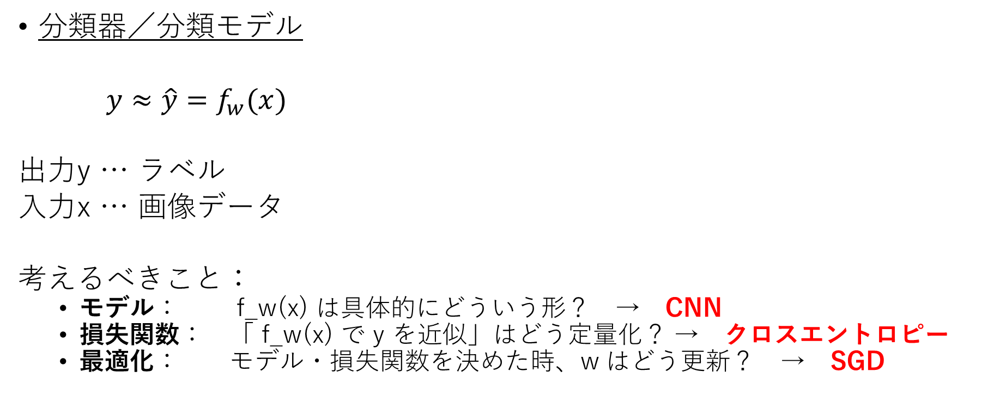 • 分類器／分類モデル
y ≈ ŷ = f_w(x)
出力y … ラベル
入力x … 画像データ
考えるべきこと：
• モデル： f_w(x) は具体的にどういう形？ → CNN
• 損失関数： 「 f_w(x) で y を近似」はどう定量化？ → クロスエントロピー
• 最適化： モデル・損失関数を決めた時、w はどう更新？ → SGD